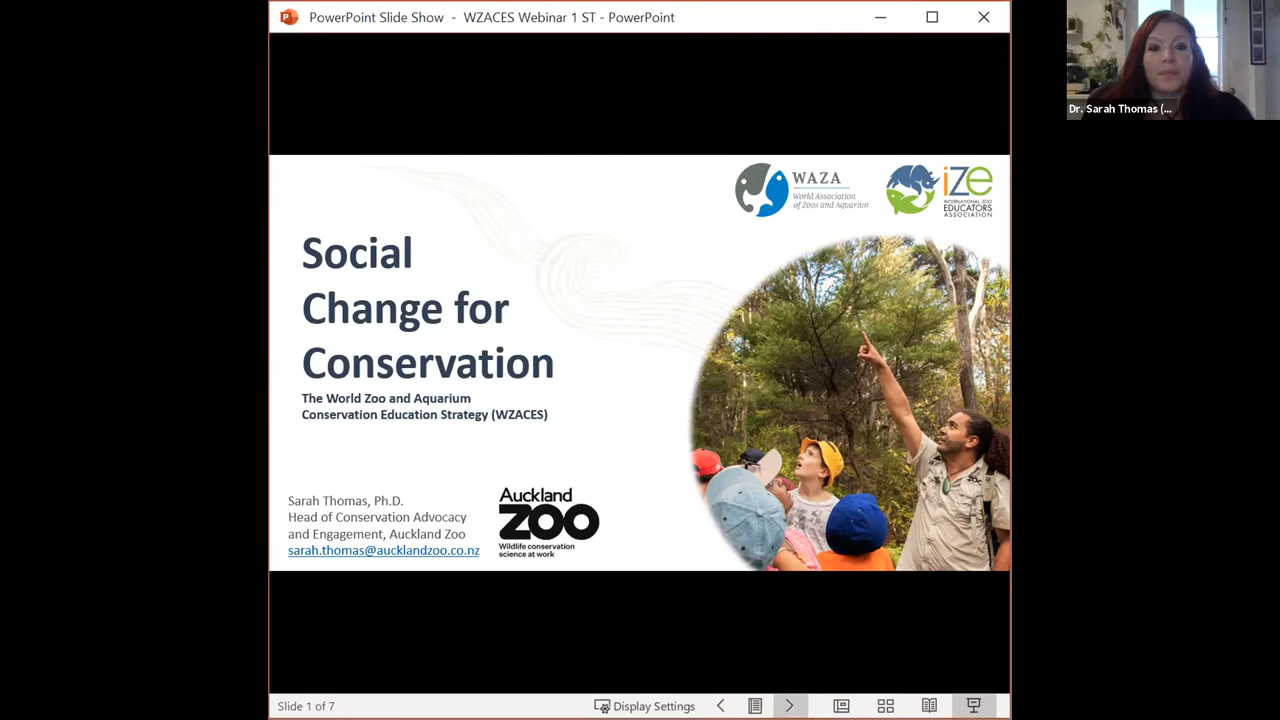 PowerPoint Slide Show - WZACES Webinar 1 ST - PowerPoint
Dr. Sarah Thomas (...
WAZA
World Association
of Zoos and Aquarium
iZe
INTERNATIONAL ZOO
EDUCATORS
ASSOCIATION
Social
Change for
Conservation
The World Zoo and Aquarium
Conservation Education Strategy (WZACES)
Sarah Thomas, Ph.D.
Head of Conservation Advocacy
and Engagement, Auckland Zoo
sarah.thomas@aucklandzoo.co.nz
Auckland
ZOO
Wildlife conservation
science at work
Slide 1 of 7
Display Settings